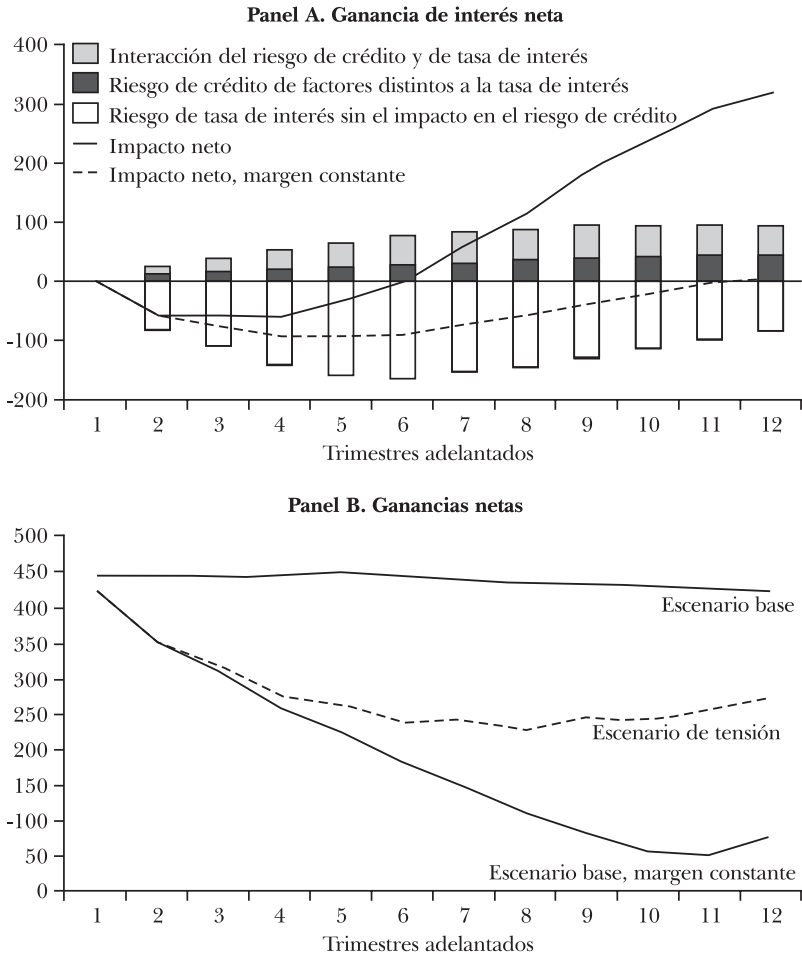 Panel A. Ganancia de interés neta
400
300
200
100
0
-100
-200
Interacción del riesgo de crédito y de tasa de interés
Riesgo de crédito de factores distintos a la tasa de interés
Riesgo de tasa de interés sin el impacto en el riesgo de crédito
Impacto neto
Impacto neto, margen constante
1 2 3 4 5 6 7 8 9 10 11 12
Trimestres adelantados
Panel B. Ganancias netas
500
450
400
350
300
250
200
150
-100
50
0
Escenario base
Escenario de tensión
Escenario base, margen constante
1 2 3 4 5 6 7 8 9 10 11 12
Trimestres adelantados